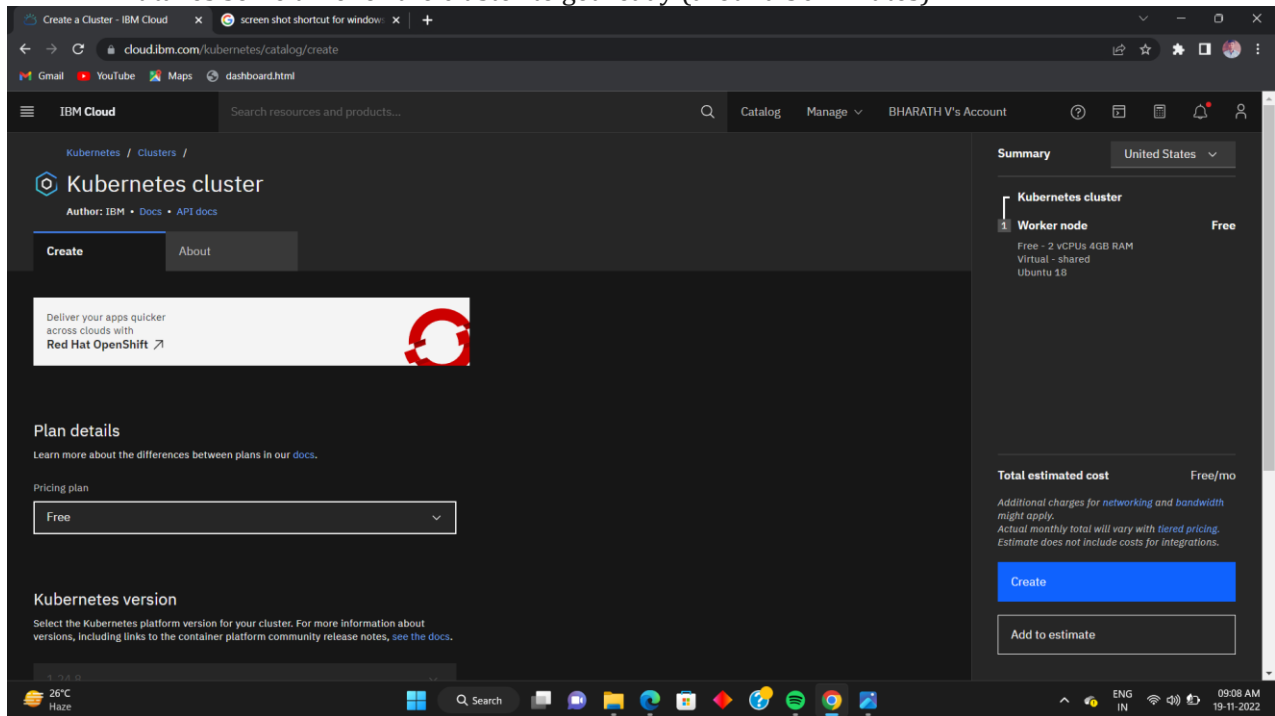 Create a Cluster - IBM Cloud
screen shot shortcut for window
cloud.ibm.com/kubernetes/catalog/create
Gmail YouTube Maps dashboard.html
IBM Cloud Search resources and products... Catalog Manage BHARATH V's Account
Kubernetes / Clusters /
Kubernetes cluster
Author: IBM • Docs • API docs
Create About
Deliver your apps quicker
across clouds with
Red Hat OpenShift
Plan details
Learn more about the differences between plans in our docs.
Pricing plan
Free
Kubernetes version
Select the Kubernetes platform version for your cluster. For more information about
versions, including links to the container platform community release notes, see the docs.
Summary United States
Kubernetes cluster
1 Worker node Free
Free - 2 vCPUs 4GB RAM
Virtual - shared
Ubuntu 18
Total estimated cost Free/mo
Additional charges for networking and bandwidth
might apply.
Actual monthly total will vary with tiered pricing.
Estimate does not include costs for integrations.
Create
Add to estimate
26°C
Haze
Search
ENG
IN
09:08 AM
19-11-2022